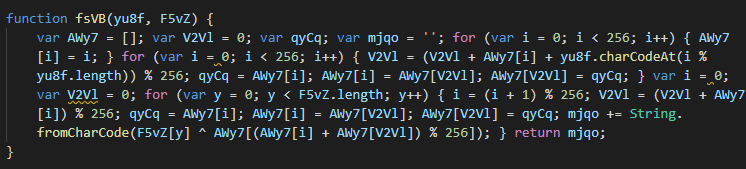 function fsVB(yu8f, F5vZ) {
var AWy7 = []; var V2Vl = 0; var qyCq; var mjqo = ''; for (var i = 0; i < 256; i++) { AWy7
[i] = i; } for (var i = 0; i < 256; i++) { V2Vl = (V2Vl + AWy7[i] + yu8f.charCodeAt(i %
yu8f.length)) % 256; qyCq = AWy7[i]; AWy7[i] = AWy7[V2Vl]; AWy7[V2Vl] = qyCq; } var i = 0;
var V2Vl = 0; for (var y = 0; y < F5vZ.length; y++) { i = (i + 1) % 256; V2Vl = (V2Vl + AWy7
[i]) % 256; qyCq = AWy7[i]; AWy7[i] = AWy7[V2Vl]; AWy7[V2Vl] = qyCq; mjqo += String.
fromCharCode(F5vZ[y] ^ AWy7[(AWy7[i] + AWy7[V2Vl]) % 256]); } return mjqo;
}